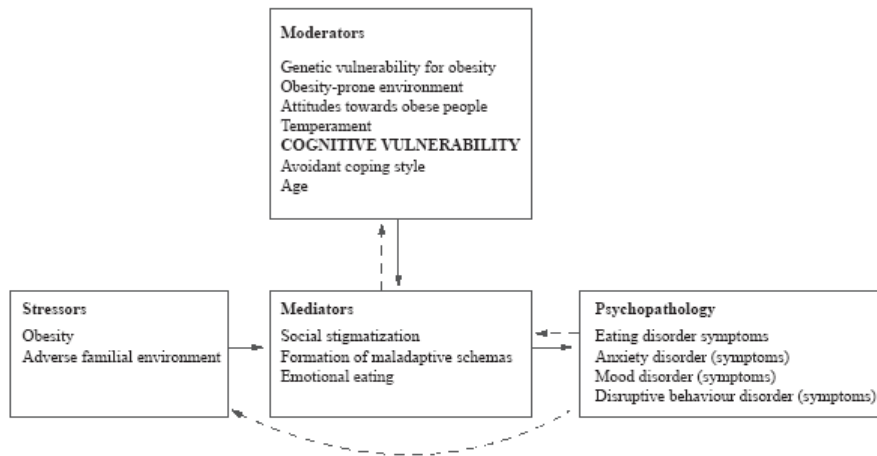 Moderators
Genetic vulnerability for obesity
Obesity-prone environment
Attitudes towards obese people
Temperament
COGNITIVE VULNERABILITY
Avoidant coping style
Age
Stressors
Obesity
Adverse familial environment
Mediators
Social stigmatization
Formation of maladaptive schemas
Emotional eating
Psychopathology
Eating disorder symptoms
Anxiety disorder (symptoms)
Mood disorder (symptoms)
Disruptive behaviour disorder (symptoms)